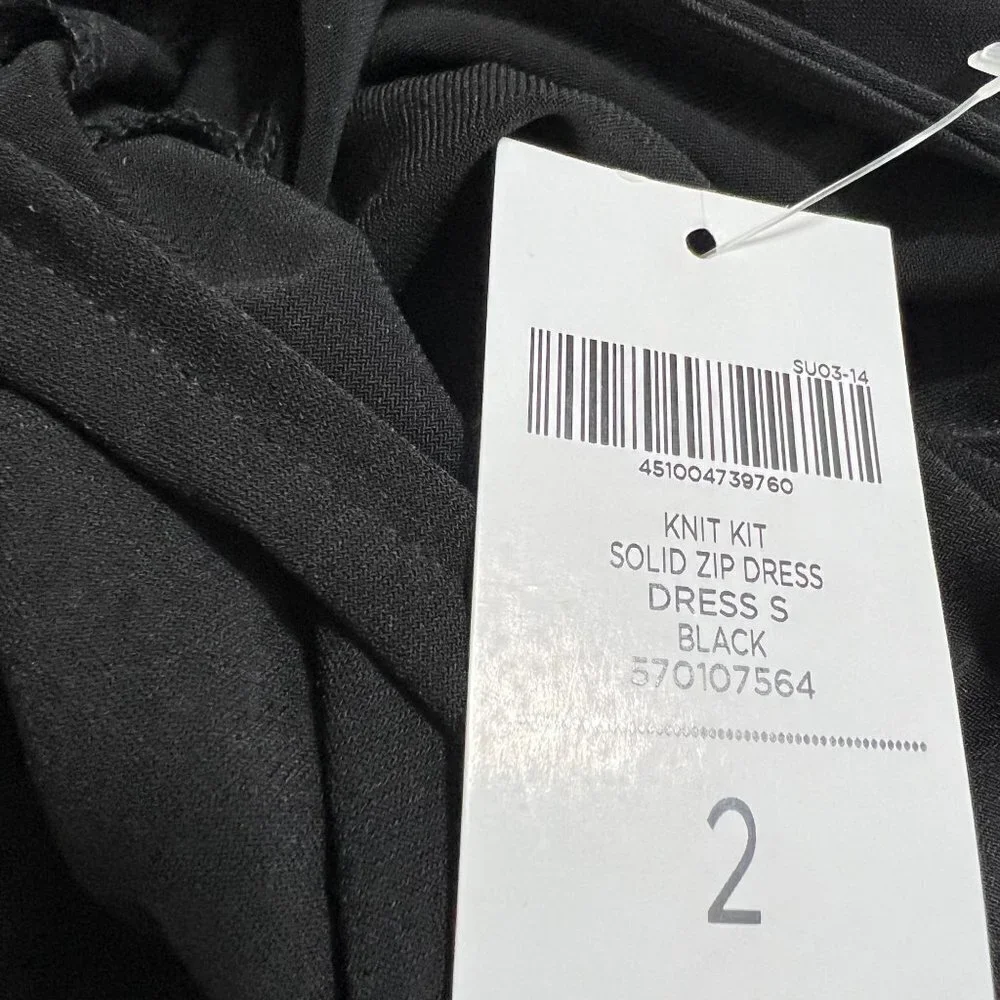 SU03-14
451004739760
KNIT KIT
SOLID ZIP DRESS
DRESS S
BLACK
570107564
2